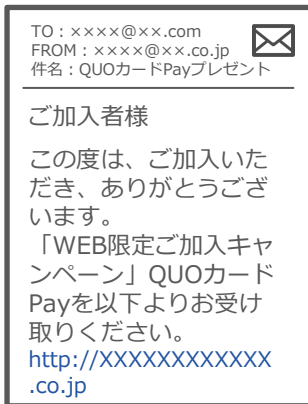 TO：××××@××.com
FROM：××××@××.co.jp
件名：QUOカードPayプレゼント
ご加入者様
この度は、ご加入いた
だき、ありがとうござ
います。
「WEB限定ご加入キャ
ンペーン」QUOカード
Payを以下よりお受け
取りください。
http://XXXXXXXXXXXX
.co.jp